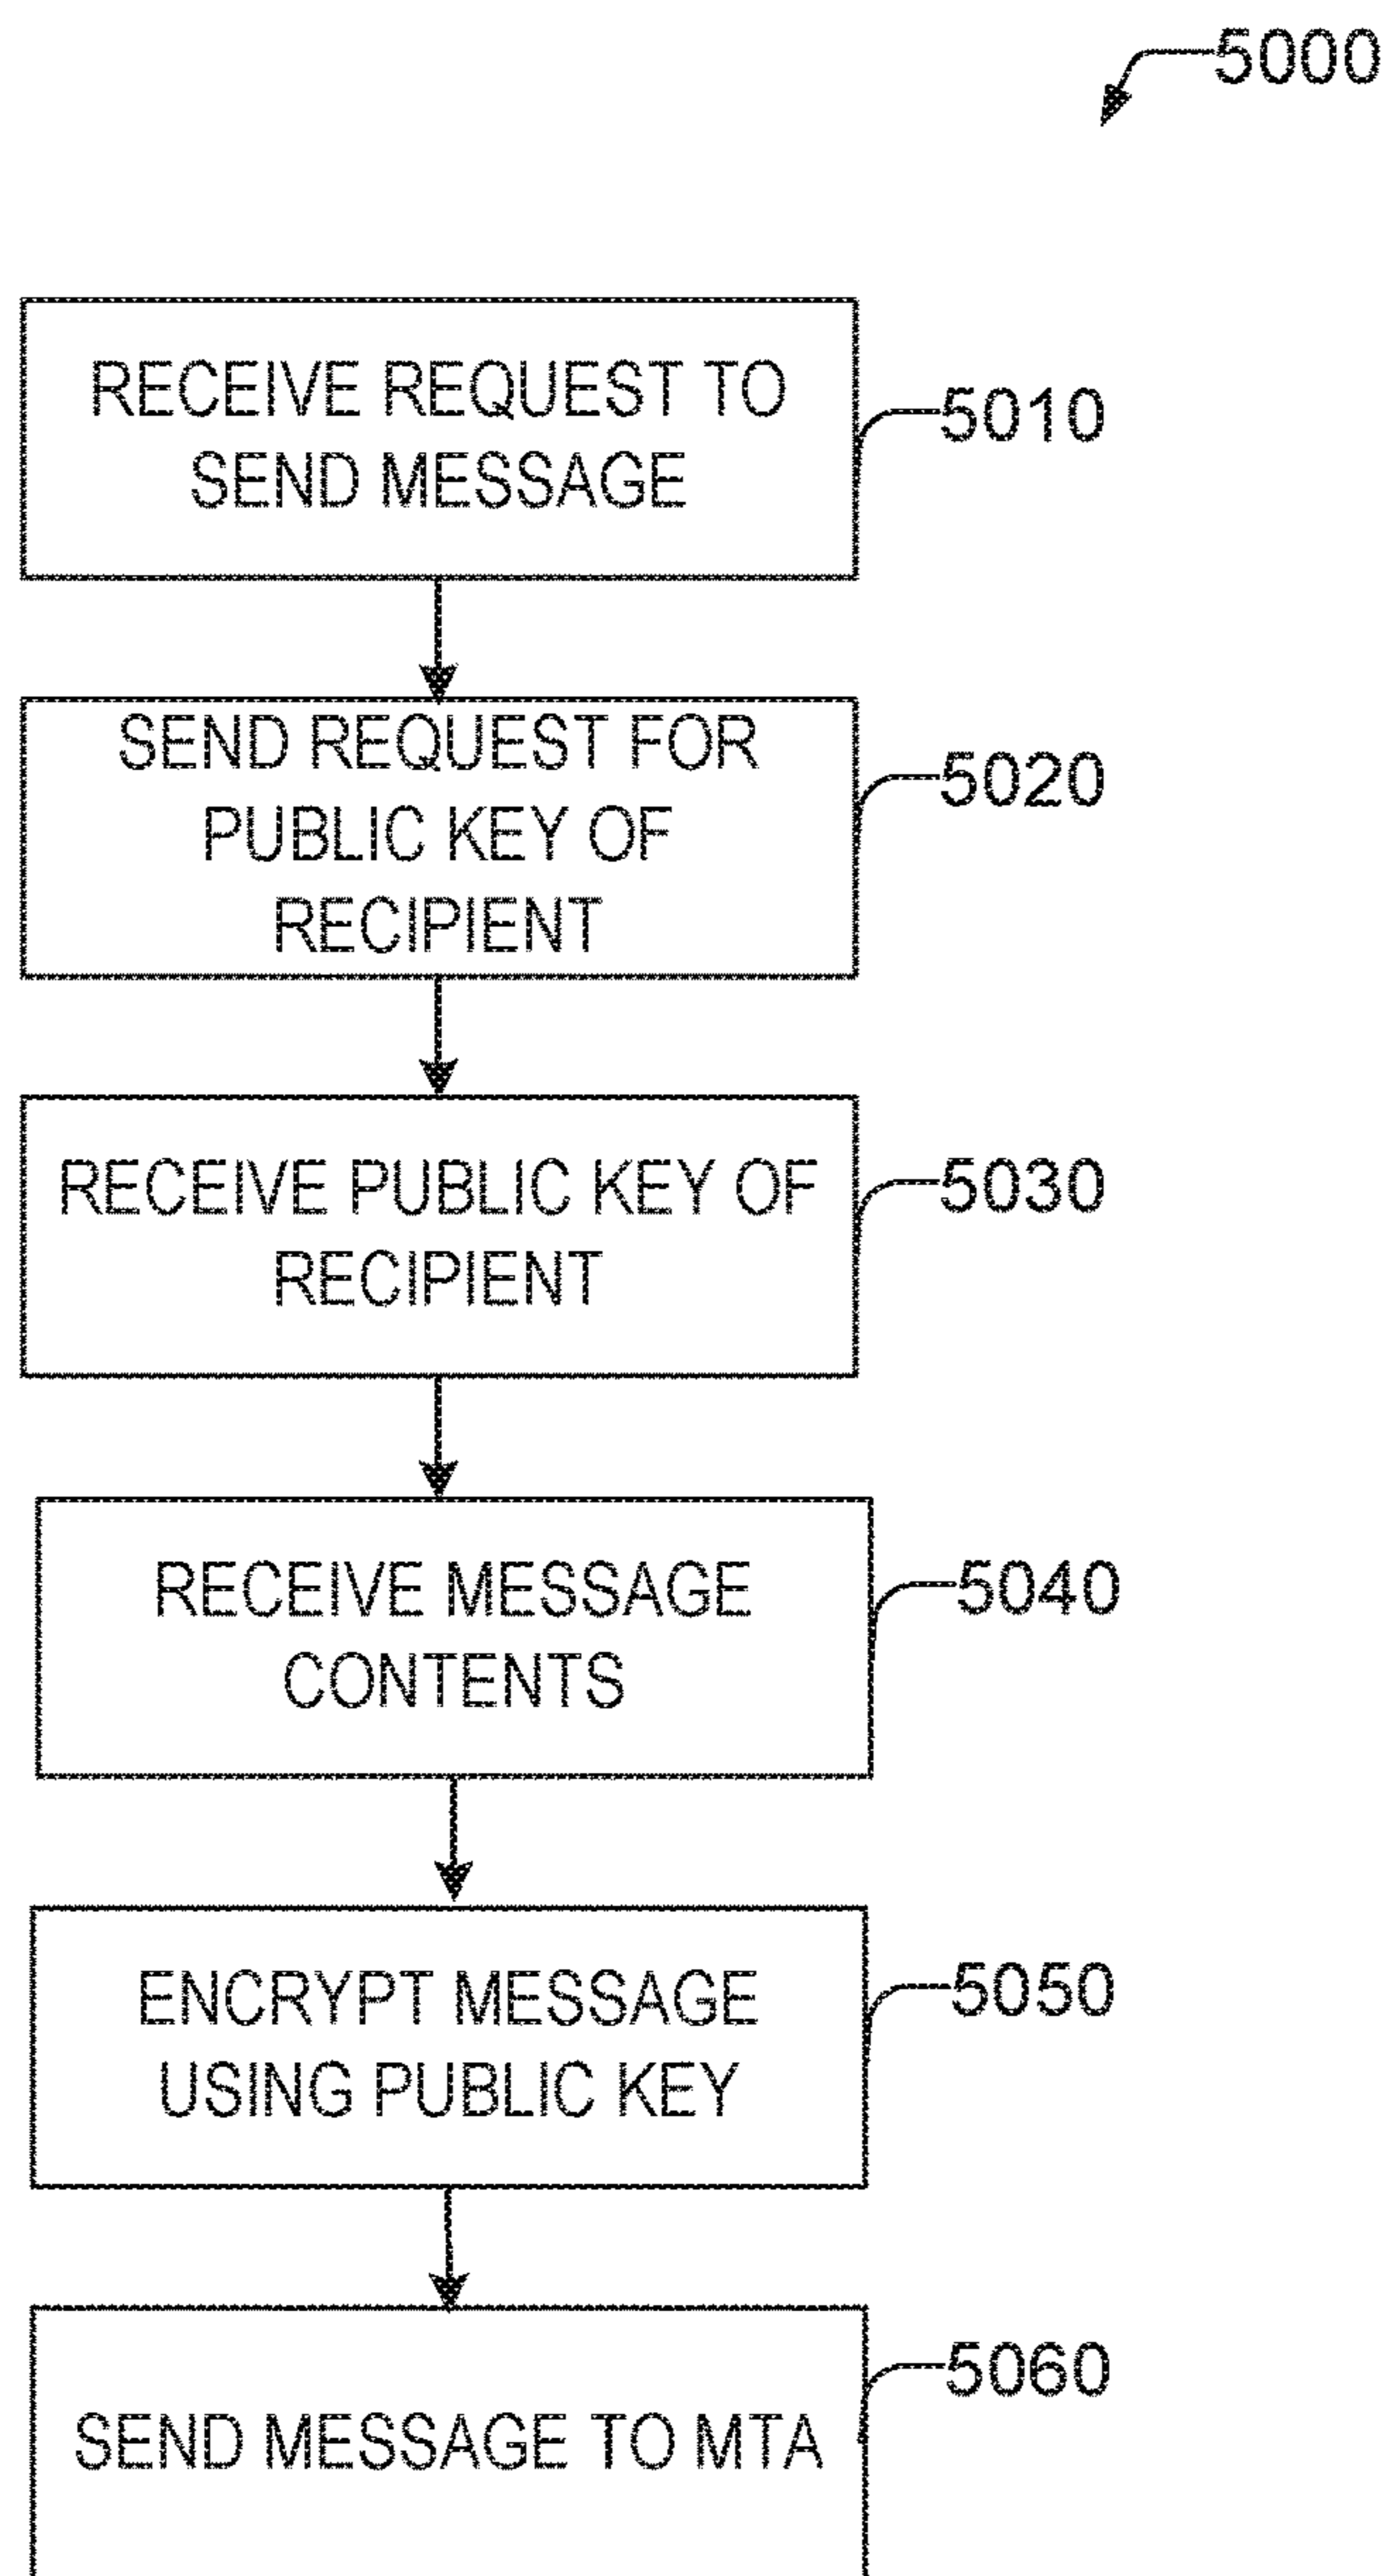 5000
RECEIVE REQUEST TO
SEND MESSAGE
5010
SEND REQUEST FOR
PUBLIC KEY OF
RECIPIENT
5020
RECEIVE PUBLIC KEY OF
RECIPIENT
5030
RECEIVE MESSAGE
CONTENTS
5040
ENCRYPT MESSAGE
USING PUBLIC KEY
5050
SEND MESSAGE TO MTA
5060